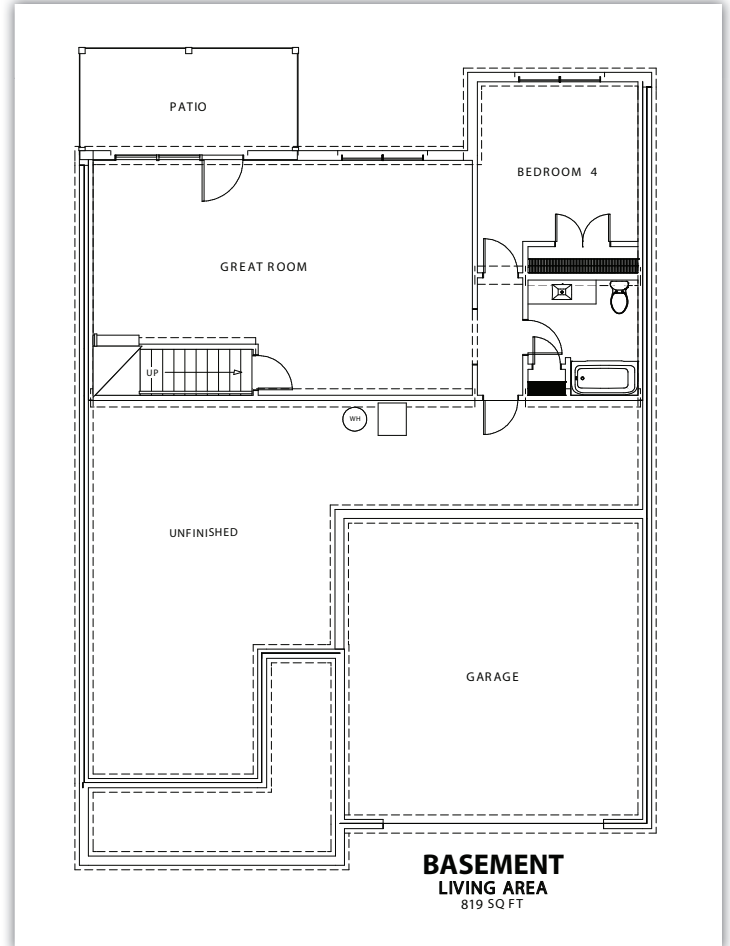 PATIO
BEDROOM 4
GREAT ROOM
UP
WH
UNFINISHED
GARAGE
BASEMENT
LIVING AREA
819 SQ FT